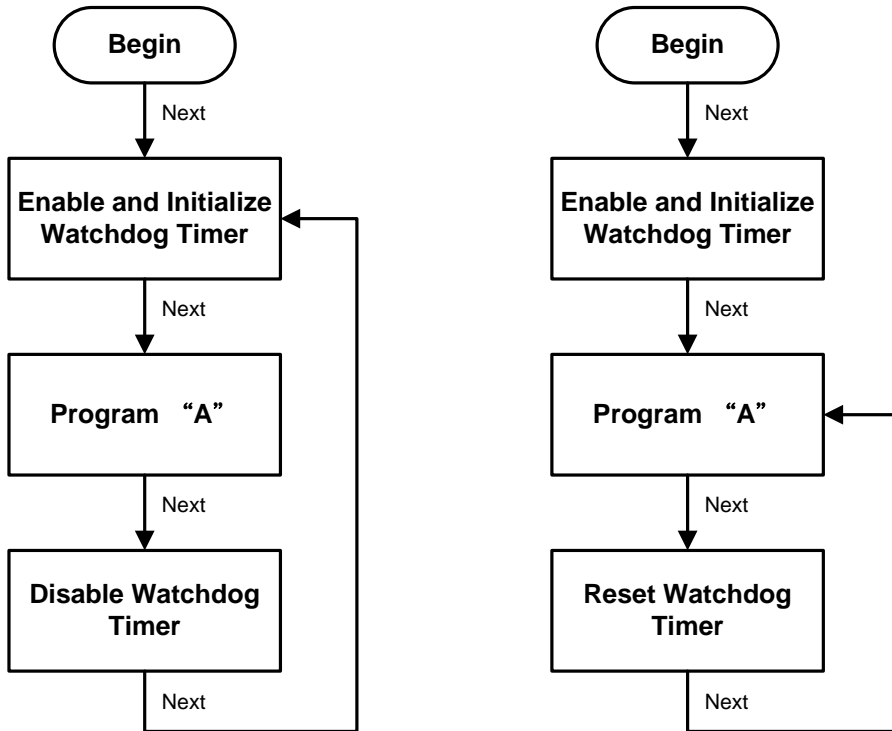 Begin
Next
Enable and Initialize
Watchdog Timer
Next
Program “A”
Next
Disable Watchdog
Timer
Next
Begin
Next
Enable and Initialize
Watchdog Timer
Next
Program “A”
Next
Reset Watchdog
Timer
Next